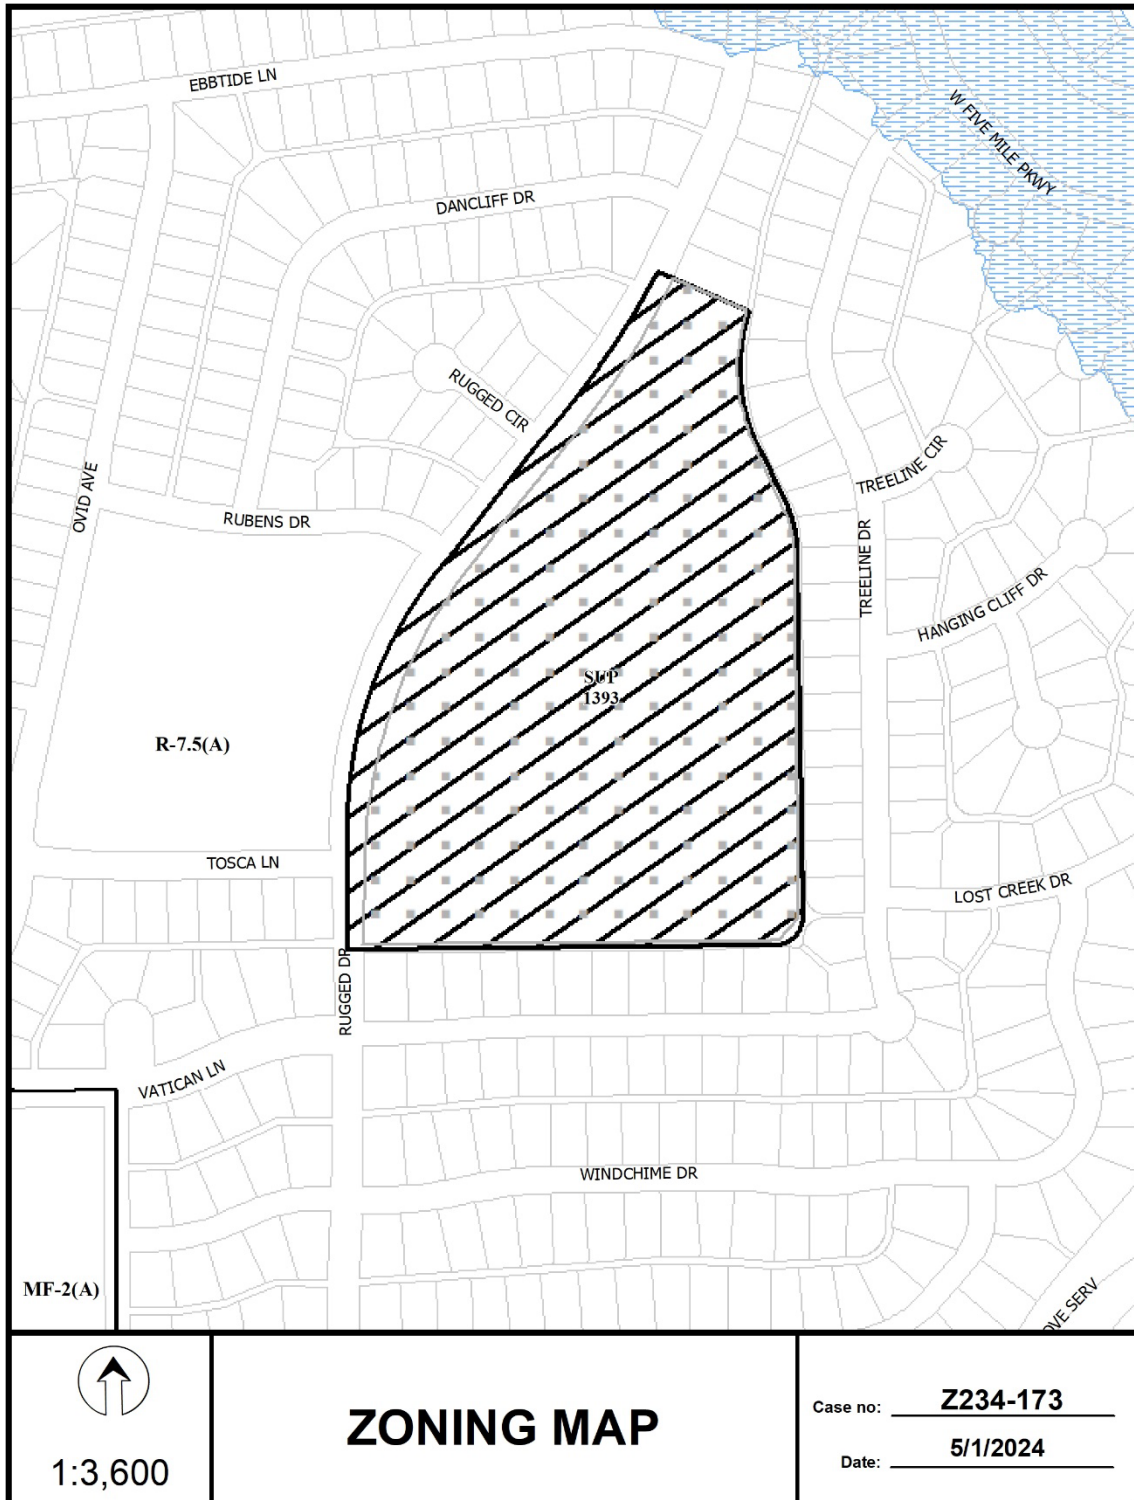 EBBTIDE LN
W FIVE MILE PKWY
DANCLIFF DR
RUGGED CIR
OVID AVE
TREELINE CIR
RUBENS DR
TREELINE DR
HANGING CLIFF DR
SUP
1393
R-7.5(A)
TOSCA LN
LOST CREEK DR
RUGGED DR
VATICAN LN
WINDCHIME DR
MF-2(A)
OVE SERV
1:3,600
ZONING MAP
Case no: Z234-173
Date: 5/1/2024